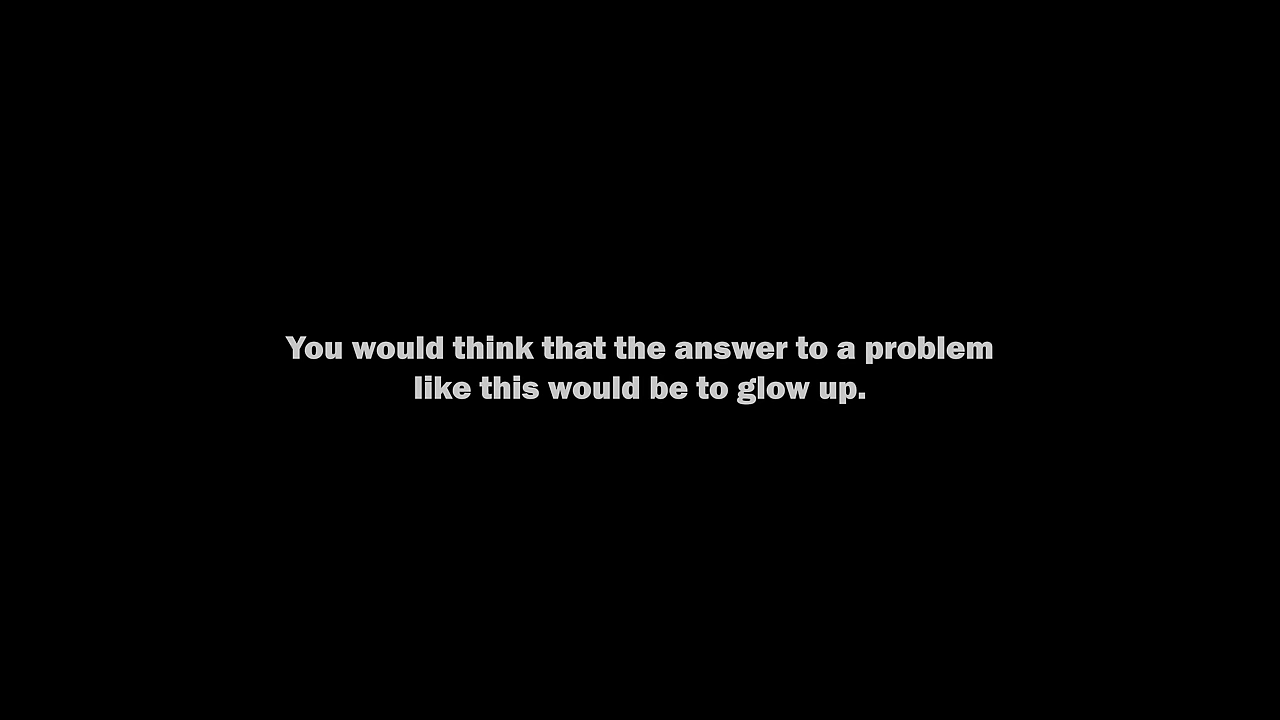 You would think that the answer to a problem
like this would be to glow up.